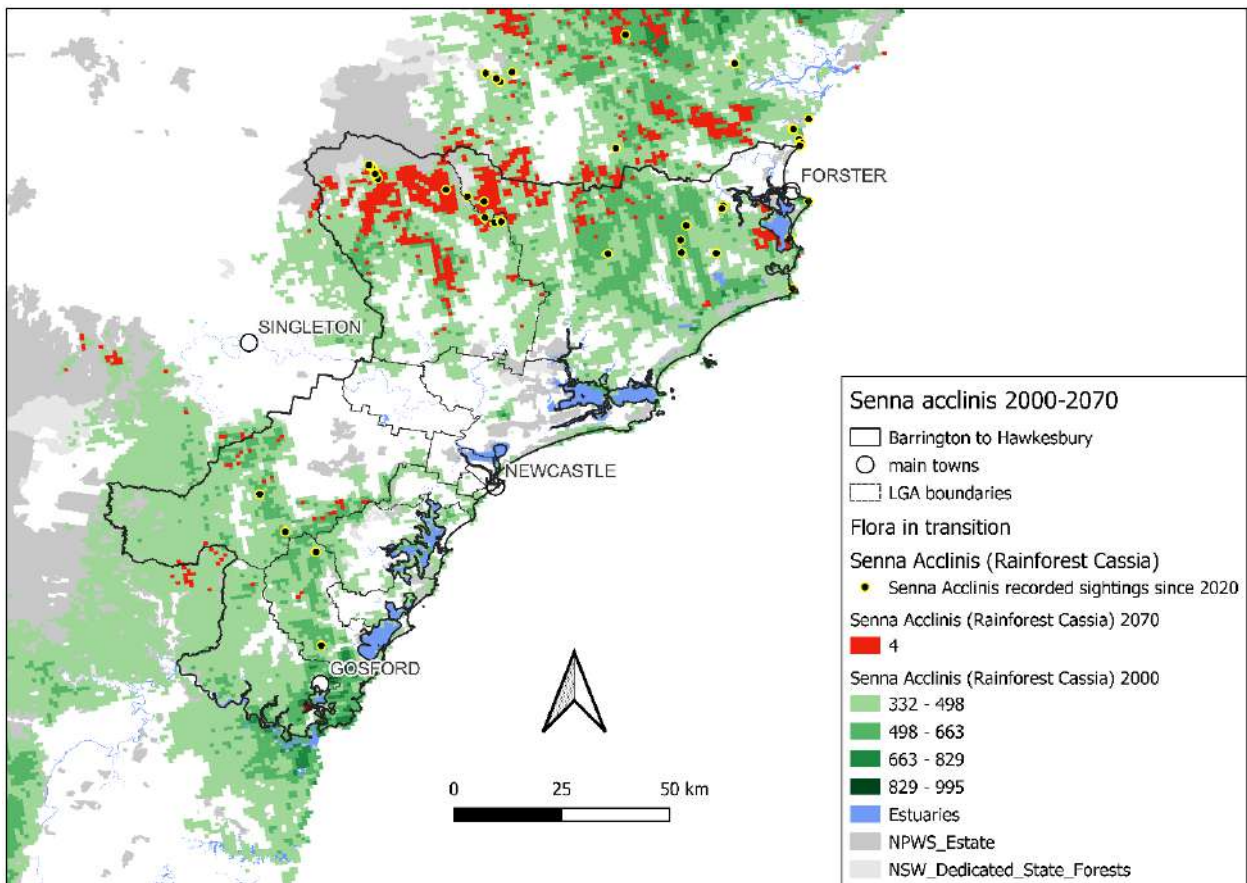 FORSTER
SINGLETON
NEWCASTLE
GOSFORD
0 25 50 km
Senna acclinis 2000-2070
Barrington to Hawkesbury
main towns
LGA boundaries
Flora in transition
Senna Acclinis (Rainforest Cassia)
Senna Acclinis recorded sightings since 2020
Senna Acclinis (Rainforest Cassia) 2070
4
Senna Acclinis (Rainforest Cassia) 2000
332 - 498
498 - 663
663 - 829
829 - 995
Estuaries
NPWS_Estate
NSW_Dedicated_State_Forests